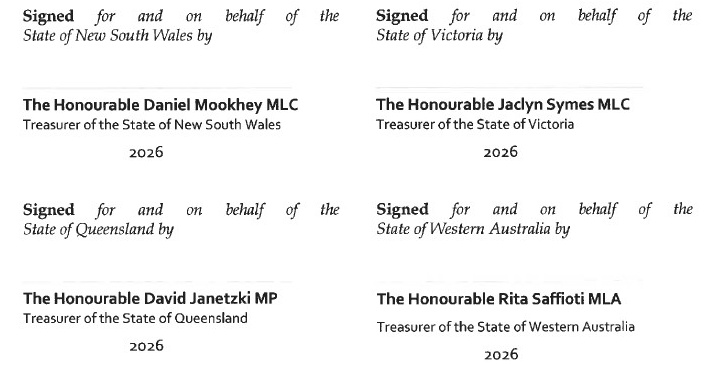 Signed for and on behalf of the
State of New South Wales by
The Honourable Daniel Mookhey MLC
Treasurer of the State of New South Wales
2026
Signed for and on behalf of the
State of Victoria by
The Honourable Jaclyn Symes MLC
Treasurer of the State of Victoria
2026
Signed for and on behalf of the
State of Queensland by
The Honourable David Janetzki MP
Treasurer of the State of Queensland
2026
Signed for and on behalf of the
State of Western Australia by
The Honourable Rita Saffioti MLA
Treasurer of the State of Western Australia
2026